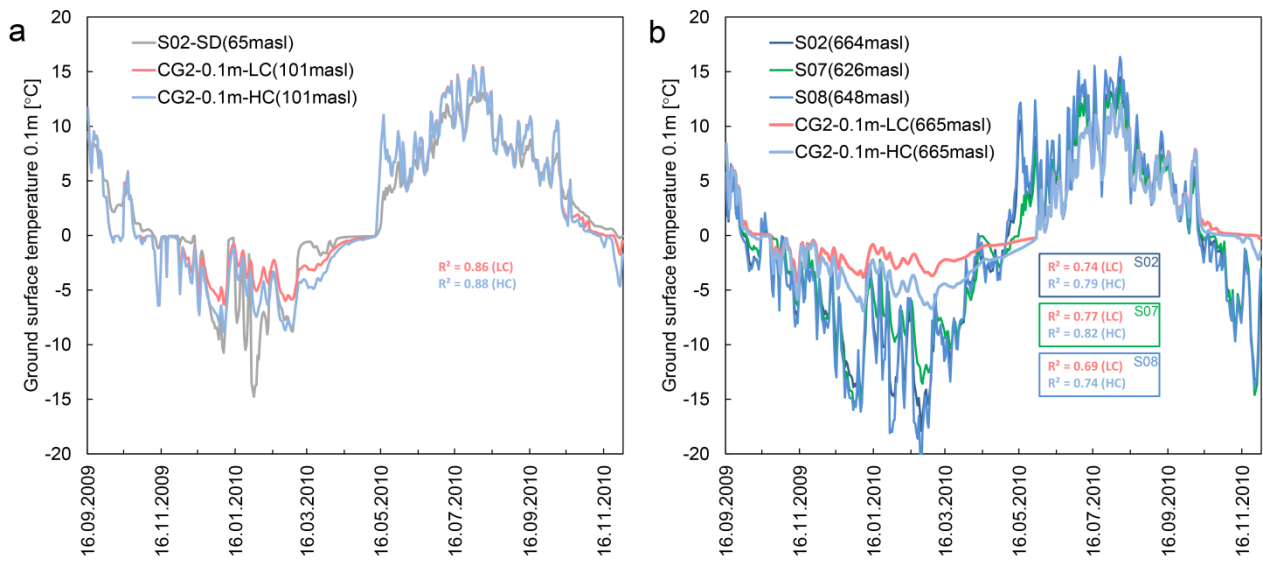 a
Ground surface temperature 0.1m [°C]
20
15
10
5
0
-5
-10
-15
-20
S02-SD(65masl)
CG2-0.1m-LC(101masl)
CG2-0.1m-HC(101masl)
R² = 0.86 (LC)
R² = 0.88 (HC)
16.09.2009
16.11.2009
16.01.2010
16.03.2010
16.05.2010
16.07.2010
16.09.2010
16.11.2010
b
Ground surface temperature 0.1m [°C]
20
15
10
5
0
-5
-10
-15
-20
S02(664masl)
S07(626masl)
S08(648masl)
CG2-0.1m-LC(665masl)
CG2-0.1m-HC(665masl)
R² = 0.74 (LC) S02
R² = 0.79 (HC)
R² = 0.77 (LC) S07
R² = 0.82 (HC)
R² = 0.69 (LC) S08
R² = 0.74 (HC)
16.09.2009
16.11.2009
16.01.2010
16.03.2010
16.05.2010
16.07.2010
16.09.2010
16.11.2010